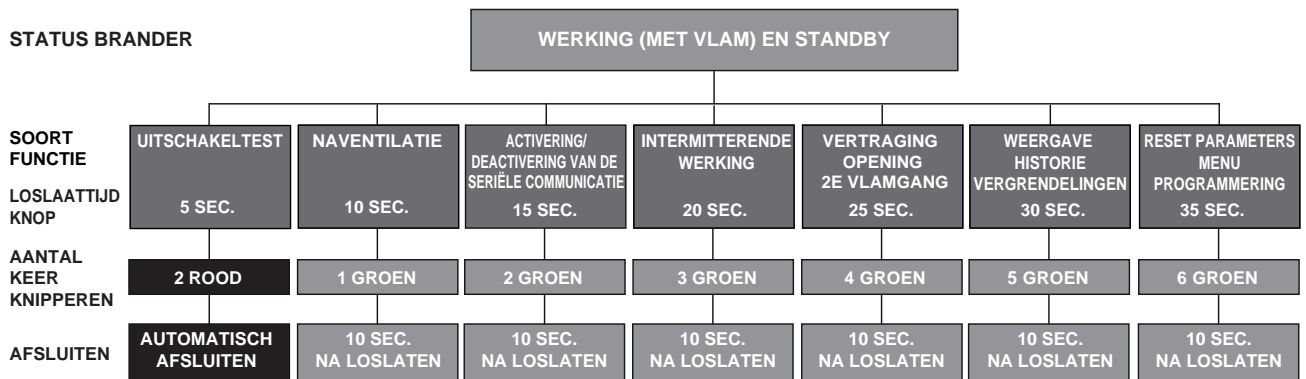 STATUS BRANDER
WERKING (MET VLAM) EN STANDBY
SOORT
FUNCTIE
LOSLAATTIJD
KNOP
UITSCHAKELTEST
5 SEC.
NAVENTILATIE
10 SEC.
ACTIVERING/
DEACTIVERING VAN DE
SERIËLE COMMUNICATIE
15 SEC.
INTERMITTERENDE
WERKING
20 SEC.
VERTRAGING
OPENING
2E VLAMGANG
25 SEC.
WEERGAVE
HISTORIE
VERGRENDELINGEN
30 SEC.
RESET PARAMETERS
MENU
PROGRAMMERING
35 SEC.
AANTAL
KEER
KNIPPEREN
2 ROOD
1 GROEN
2 GROEN
3 GROEN
4 GROEN
5 GROEN
6 GROEN
AFSLUITEN
AUTOMATISCH
AFSLUITEN
10 SEC.
NA LOSLATEN
10 SEC.
NA LOSLATEN
10 SEC.
NA LOSLATEN
10 SEC.
NA LOSLATEN
10 SEC.
NA LOSLATEN
10 SEC.
NA LOSLATEN